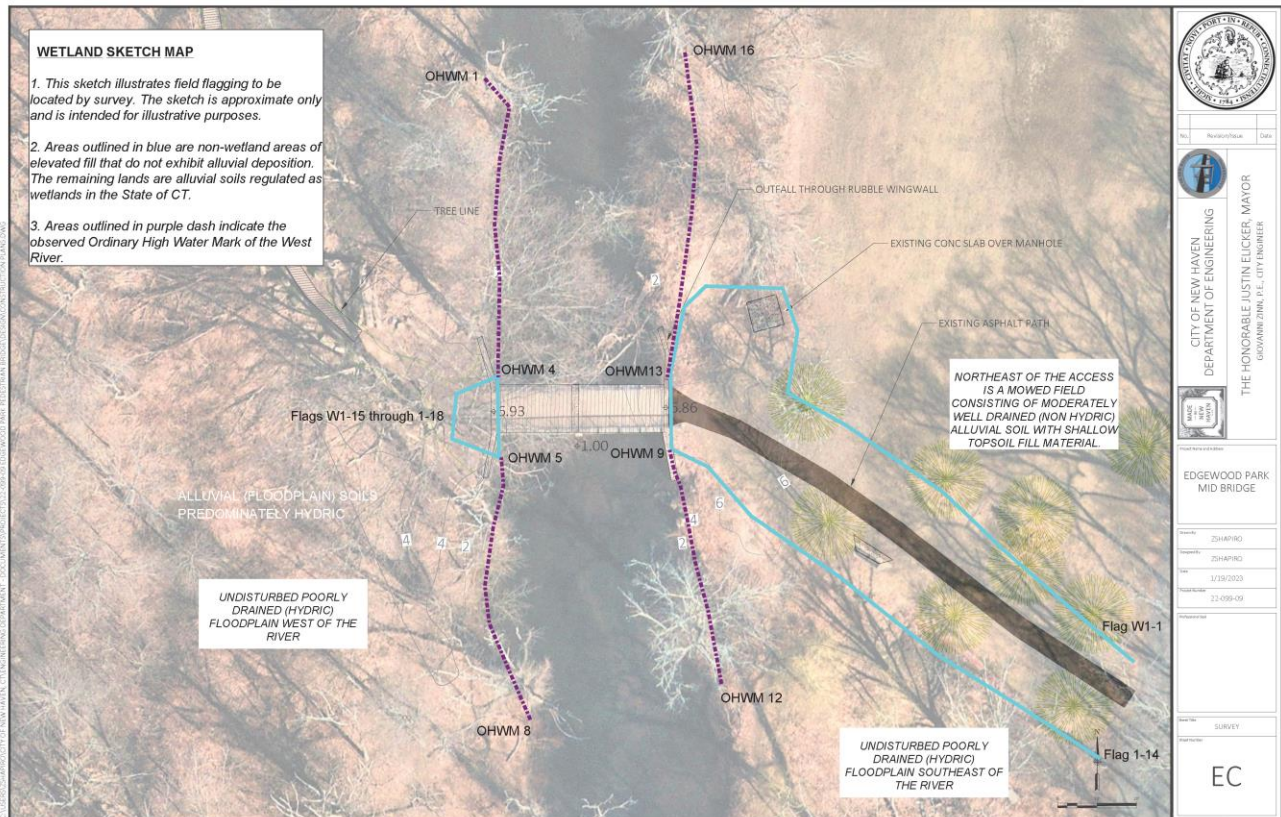 WETLAND SKETCH MAP
1. This sketch illustrates field flagging to be
located by survey. The sketch is approximate only
and is intended for illustrative purposes.
2. Areas outlined in blue are non-wetland areas of
elevated fill that do not exhibit alluvial deposition.
The remaining lands are alluvial soils regulated as
wetlands in the State of CT.
3. Areas outlined in purple dash indicate the
observed Ordinary High Water Mark of the West
River.
OHWM 1
OHWM 16
TREE LINE
OUTFALL THROUGH RUBBLE WINGWALL
EXISTING CONC SLAB OVER MANHOLE
EXISTING ASPHALT PATH
2
OHWM 4
OHWM13
Flags W1-15 through 1-18
5.93
5.86
1.00
OHWM 5
OHWM 9
NORTHEAST OF THE ACCESS
IS A MOWED FIELD
CONSISTING OF MODERATELY
WELL DRAINED (NON HYDRIC)
ALLUVIAL SOIL WITH SHALLOW
TOPSOIL FILL MATERIAL.
ALLUVIAL (FLOODPLAIN) SOILS
PREDOMINATELY HYDRIC
4
4
2
2
4
6
6
UNDISTURBED POORLY
DRAINED (HYDRIC)
FLOODPLAIN WEST OF THE
RIVER
Flag W1-1
OHWM 12
OHWM 8
UNDISTURBED POORLY
DRAINED (HYDRIC)
FLOODPLAIN SOUTHEAST OF
THE RIVER
Flag 1-14
No.
Revision/Issue
Date
CITY OF NEW HAVEN
DEPARTMENT OF ENGINEERING
THE HONORABLE JUSTIN ELICKER, MAYOR
GIOVANNI ZINN, P.E., CITY ENGINEER
MADE
IN
NEW
HAVEN
EDGEWOOD PARK
MID BRIDGE
ZSHAPIRO
ZSHAPIRO
Date
1/19/2023
22-099-09
SURVEY
EC